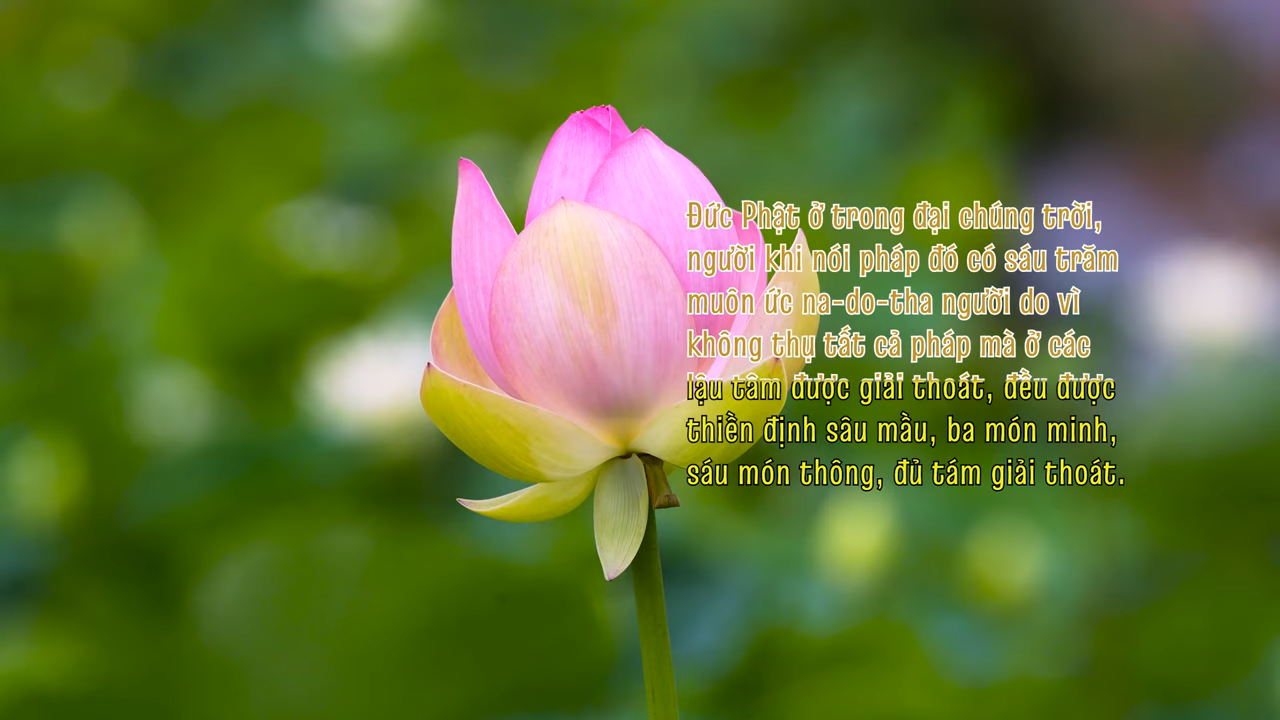 Đức Phật ở trong đại chúng trời,
người khi nói pháp đó có sáu trăm
muôn ức na-do-tha người do vì
không thụ tất cả pháp mà ở các
lậu tâm được giải thoát, đều được
thiền định sâu mầu, ba món minh,
sáu món thông, đủ tám giải thoát.